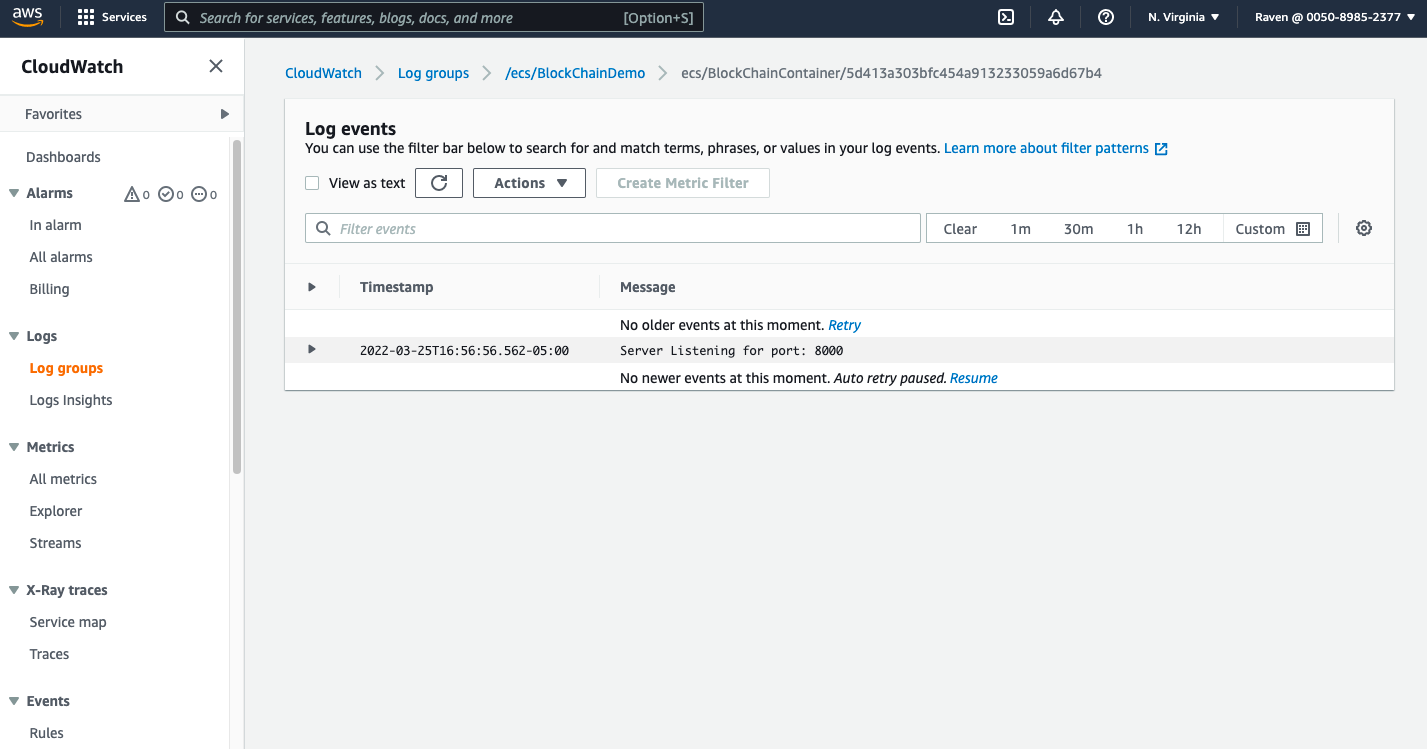 aws Services Search for services, features, blogs, docs, and more [Option+S] N. Virginia Raven @ 0050-8985-2377
CloudWatch
Favorites
Dashboards
Alarms 0 0 0
In alarm
All alarms
Billing
Logs
Log groups
Logs Insights
Metrics
All metrics
Explorer
Streams
X-Ray traces
Service map
Traces
Events
Rules
CloudWatch Log groups /ecs/BlockChainDemo ecs/BlockChainContainer/5d413a303bfc454a913233059a6d67b4
Log events
You can use the filter bar below to search for and match terms, phrases, or values in your log events. Learn more about filter patterns
View as text Actions Create Metric Filter
Filter events Clear 1m 30m 1h 12h Custom
Timestamp Message
No older events at this moment. Retry
2022-03-25T16:56:56.562-05:00 Server Listening for port: 8000
No newer events at this moment. Auto retry paused. Resume